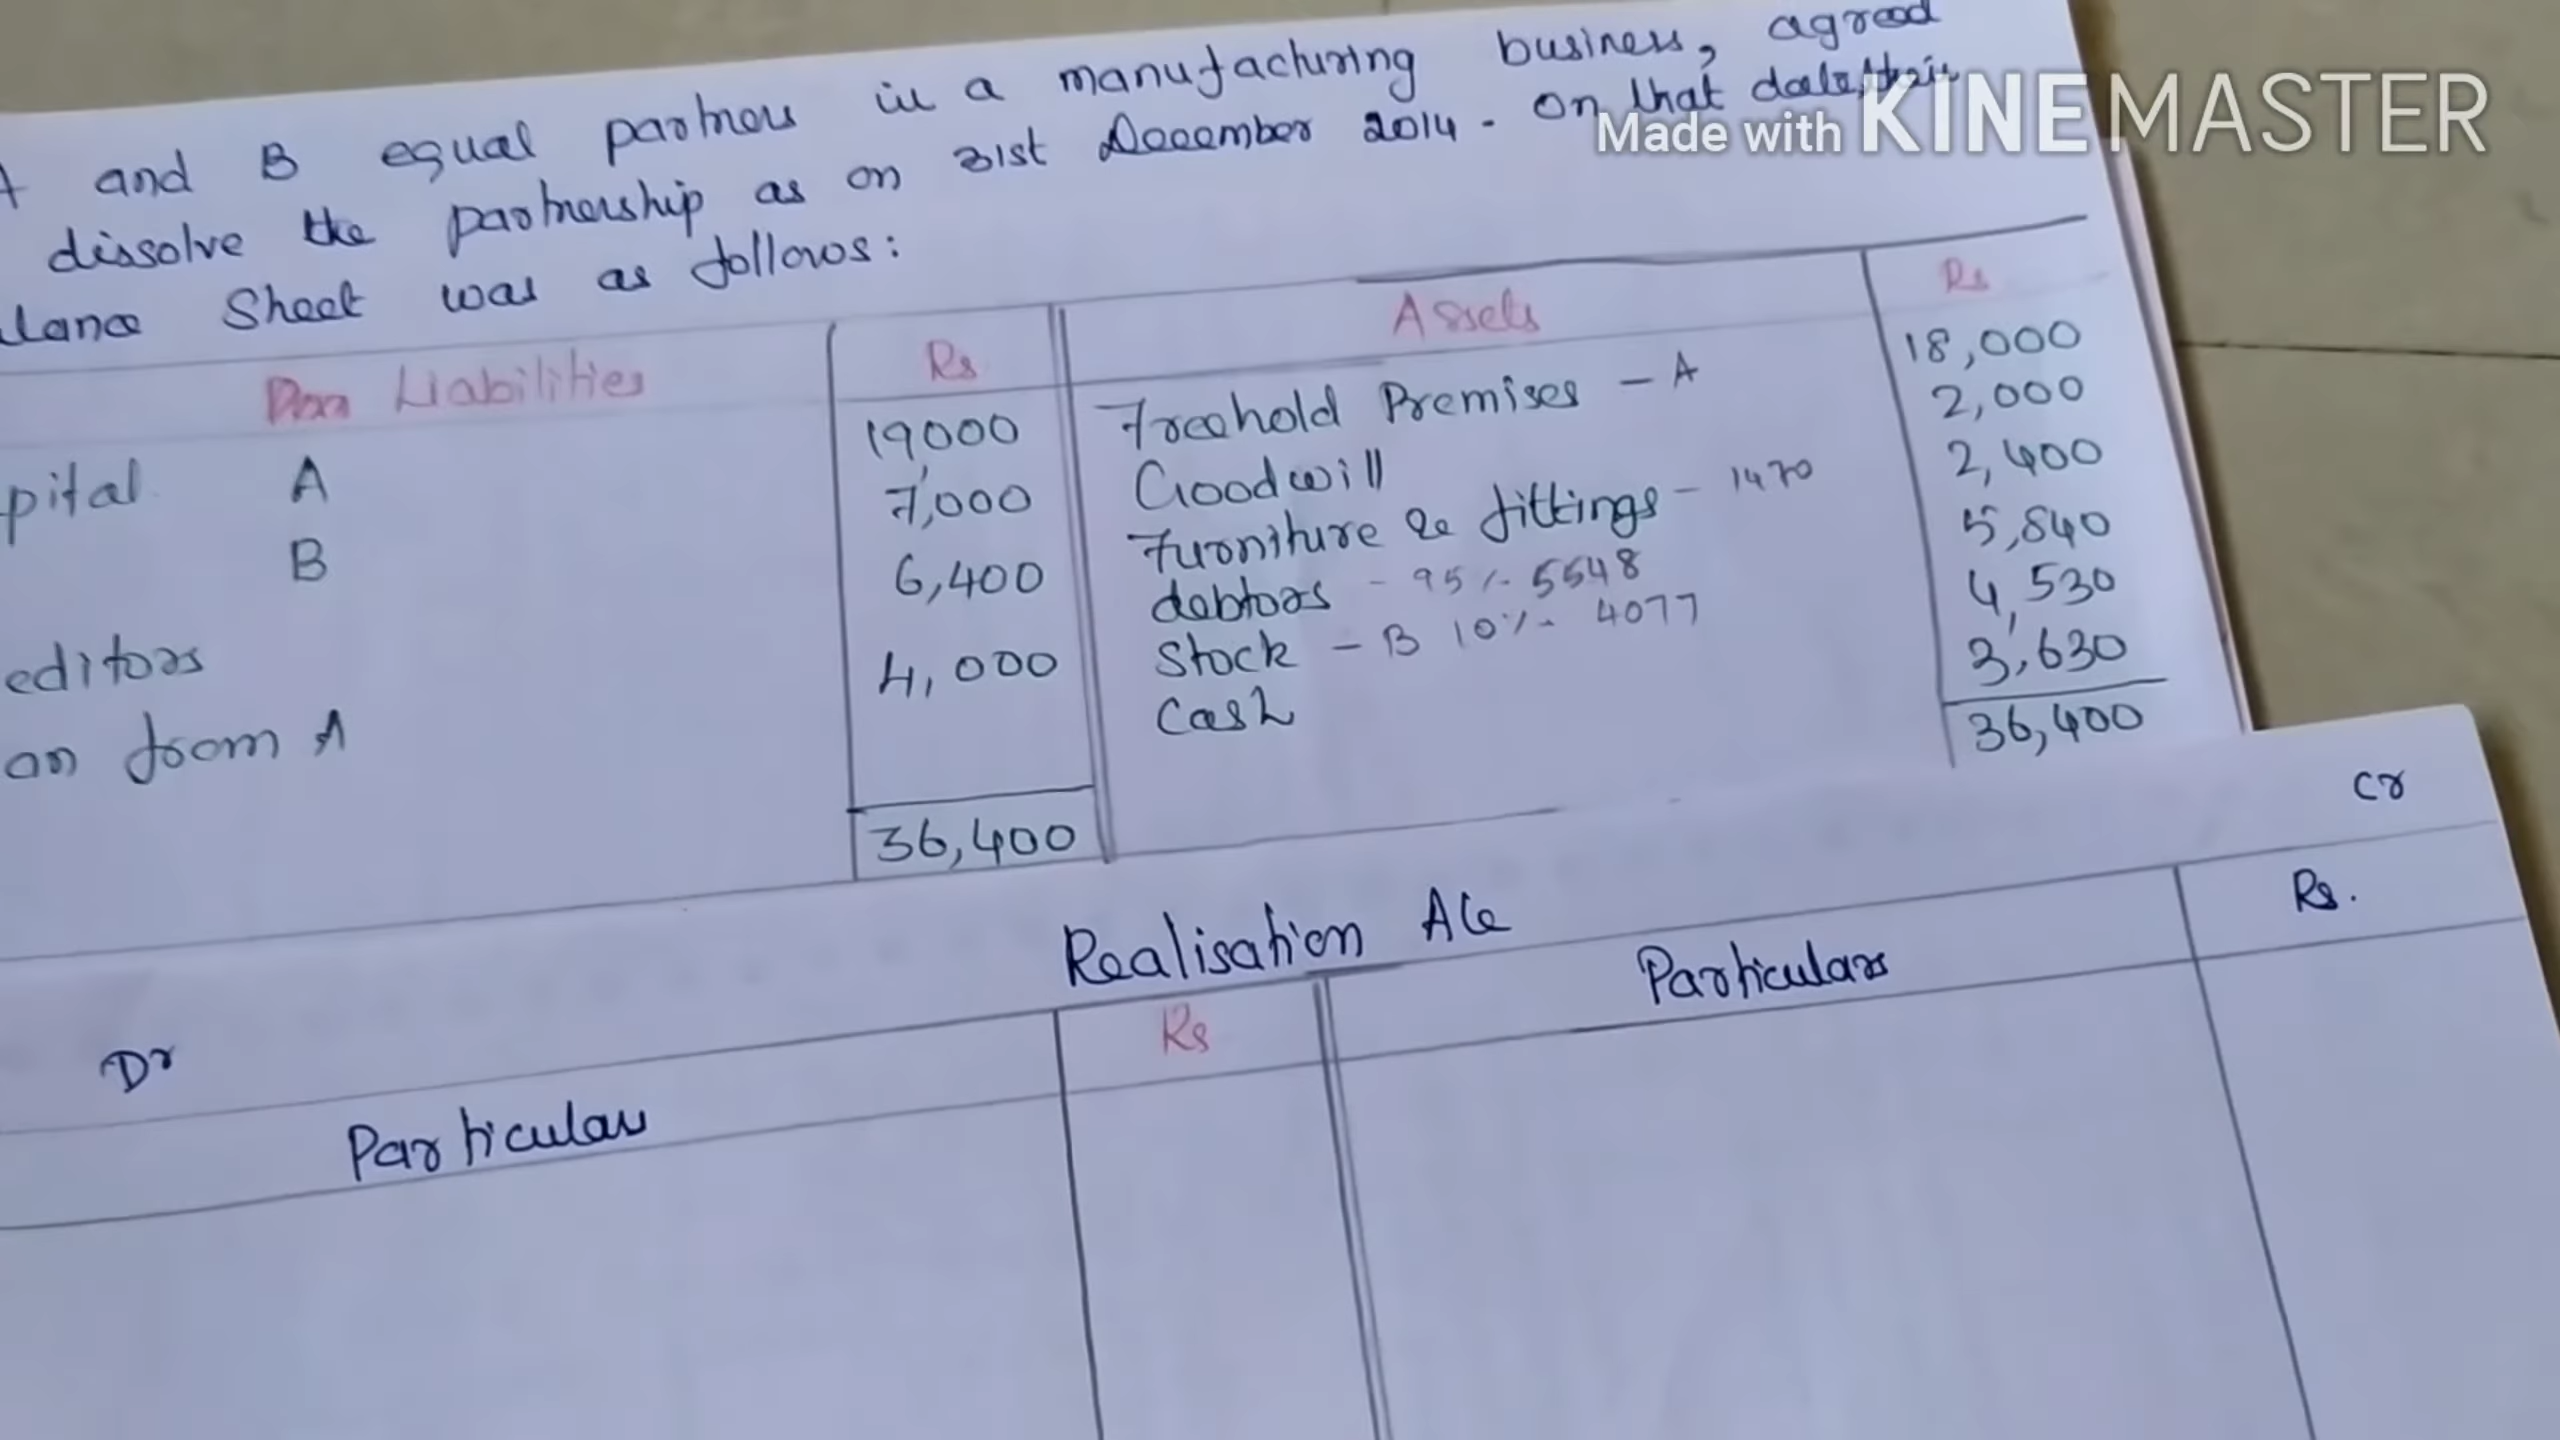 A and B equal partners in a manufacturing business, agreed
dissolve the partnership as on 31st December 2014. On that date, their
lance Sheet was as follows:
Made with KINEMASTER
Liabilities Rs Assets Rs
pital A 19000 Freehold Premises - A 18,000
B 7,000 Goodwill 2,000
editors 6,400 Furniture & fittings - 1470 2,400
an from A 4,000 debtors - 95%. 5548 5,840
Stock - B 10%. 4077 4,530
Cash 3,630
36,400 36,400
Realisation A/c
Dr Cr
Particulars Rs Particulars Rs.